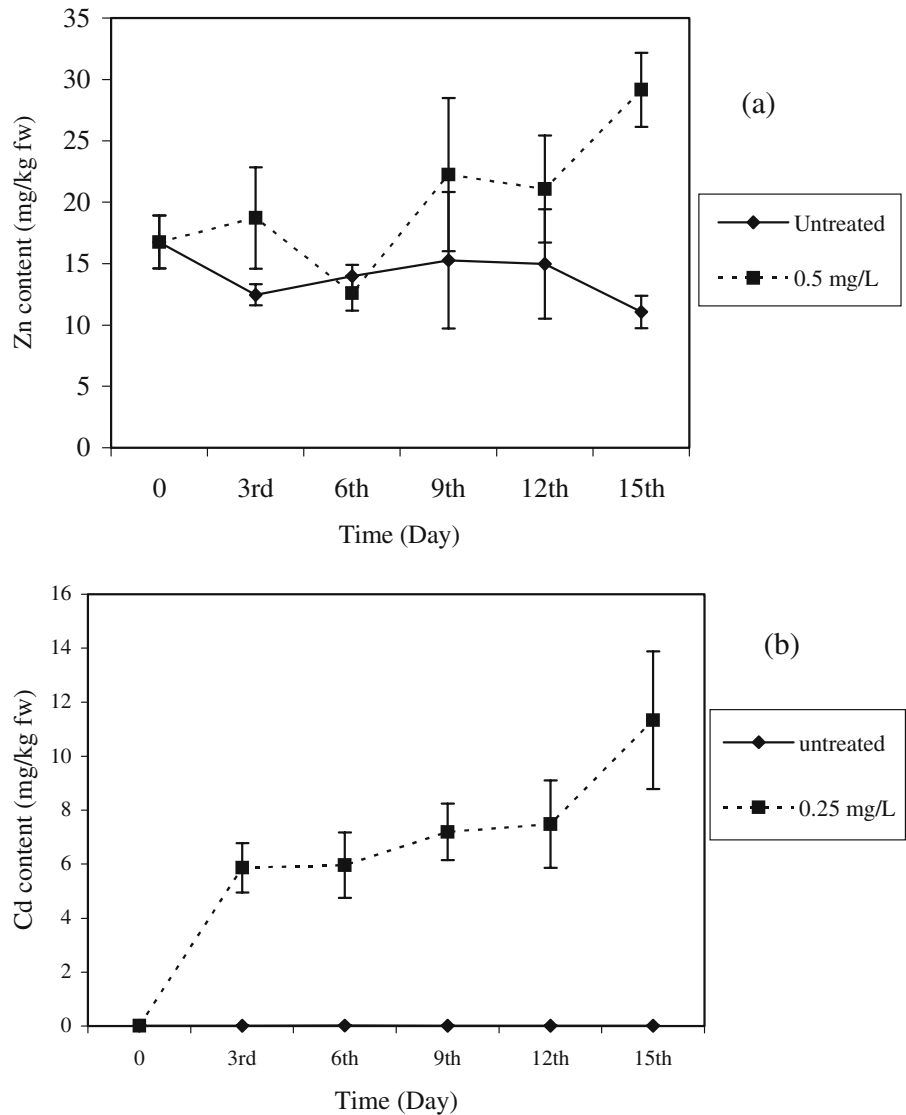 35
30
25
20
15
10
5
0
Zn content (mg/kg fw)
0 3rd 6th 9th 12th 15th
Time (Day)
(a)
Untreated
0.5 mg/L
16
14
12
10
8
6
4
2
0
Cd content (mg/kg fw)
0 3rd 6th 9th 12th 15th
Time (Day)
(b)
untreated
0.25 mg/L